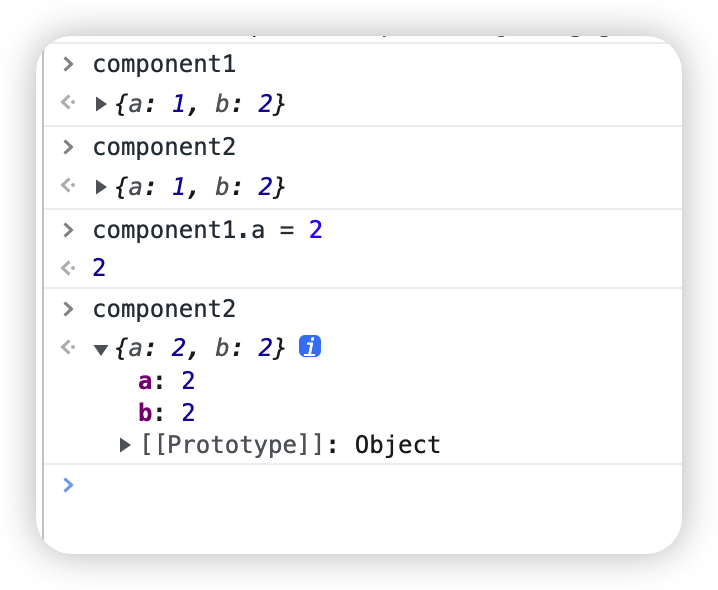 component1
{a: 1, b: 2}
component2
{a: 1, b: 2}
component1.a = 2
2
component2
{a: 2, b: 2} i
a: 2
b: 2
[[Prototype]]: Object